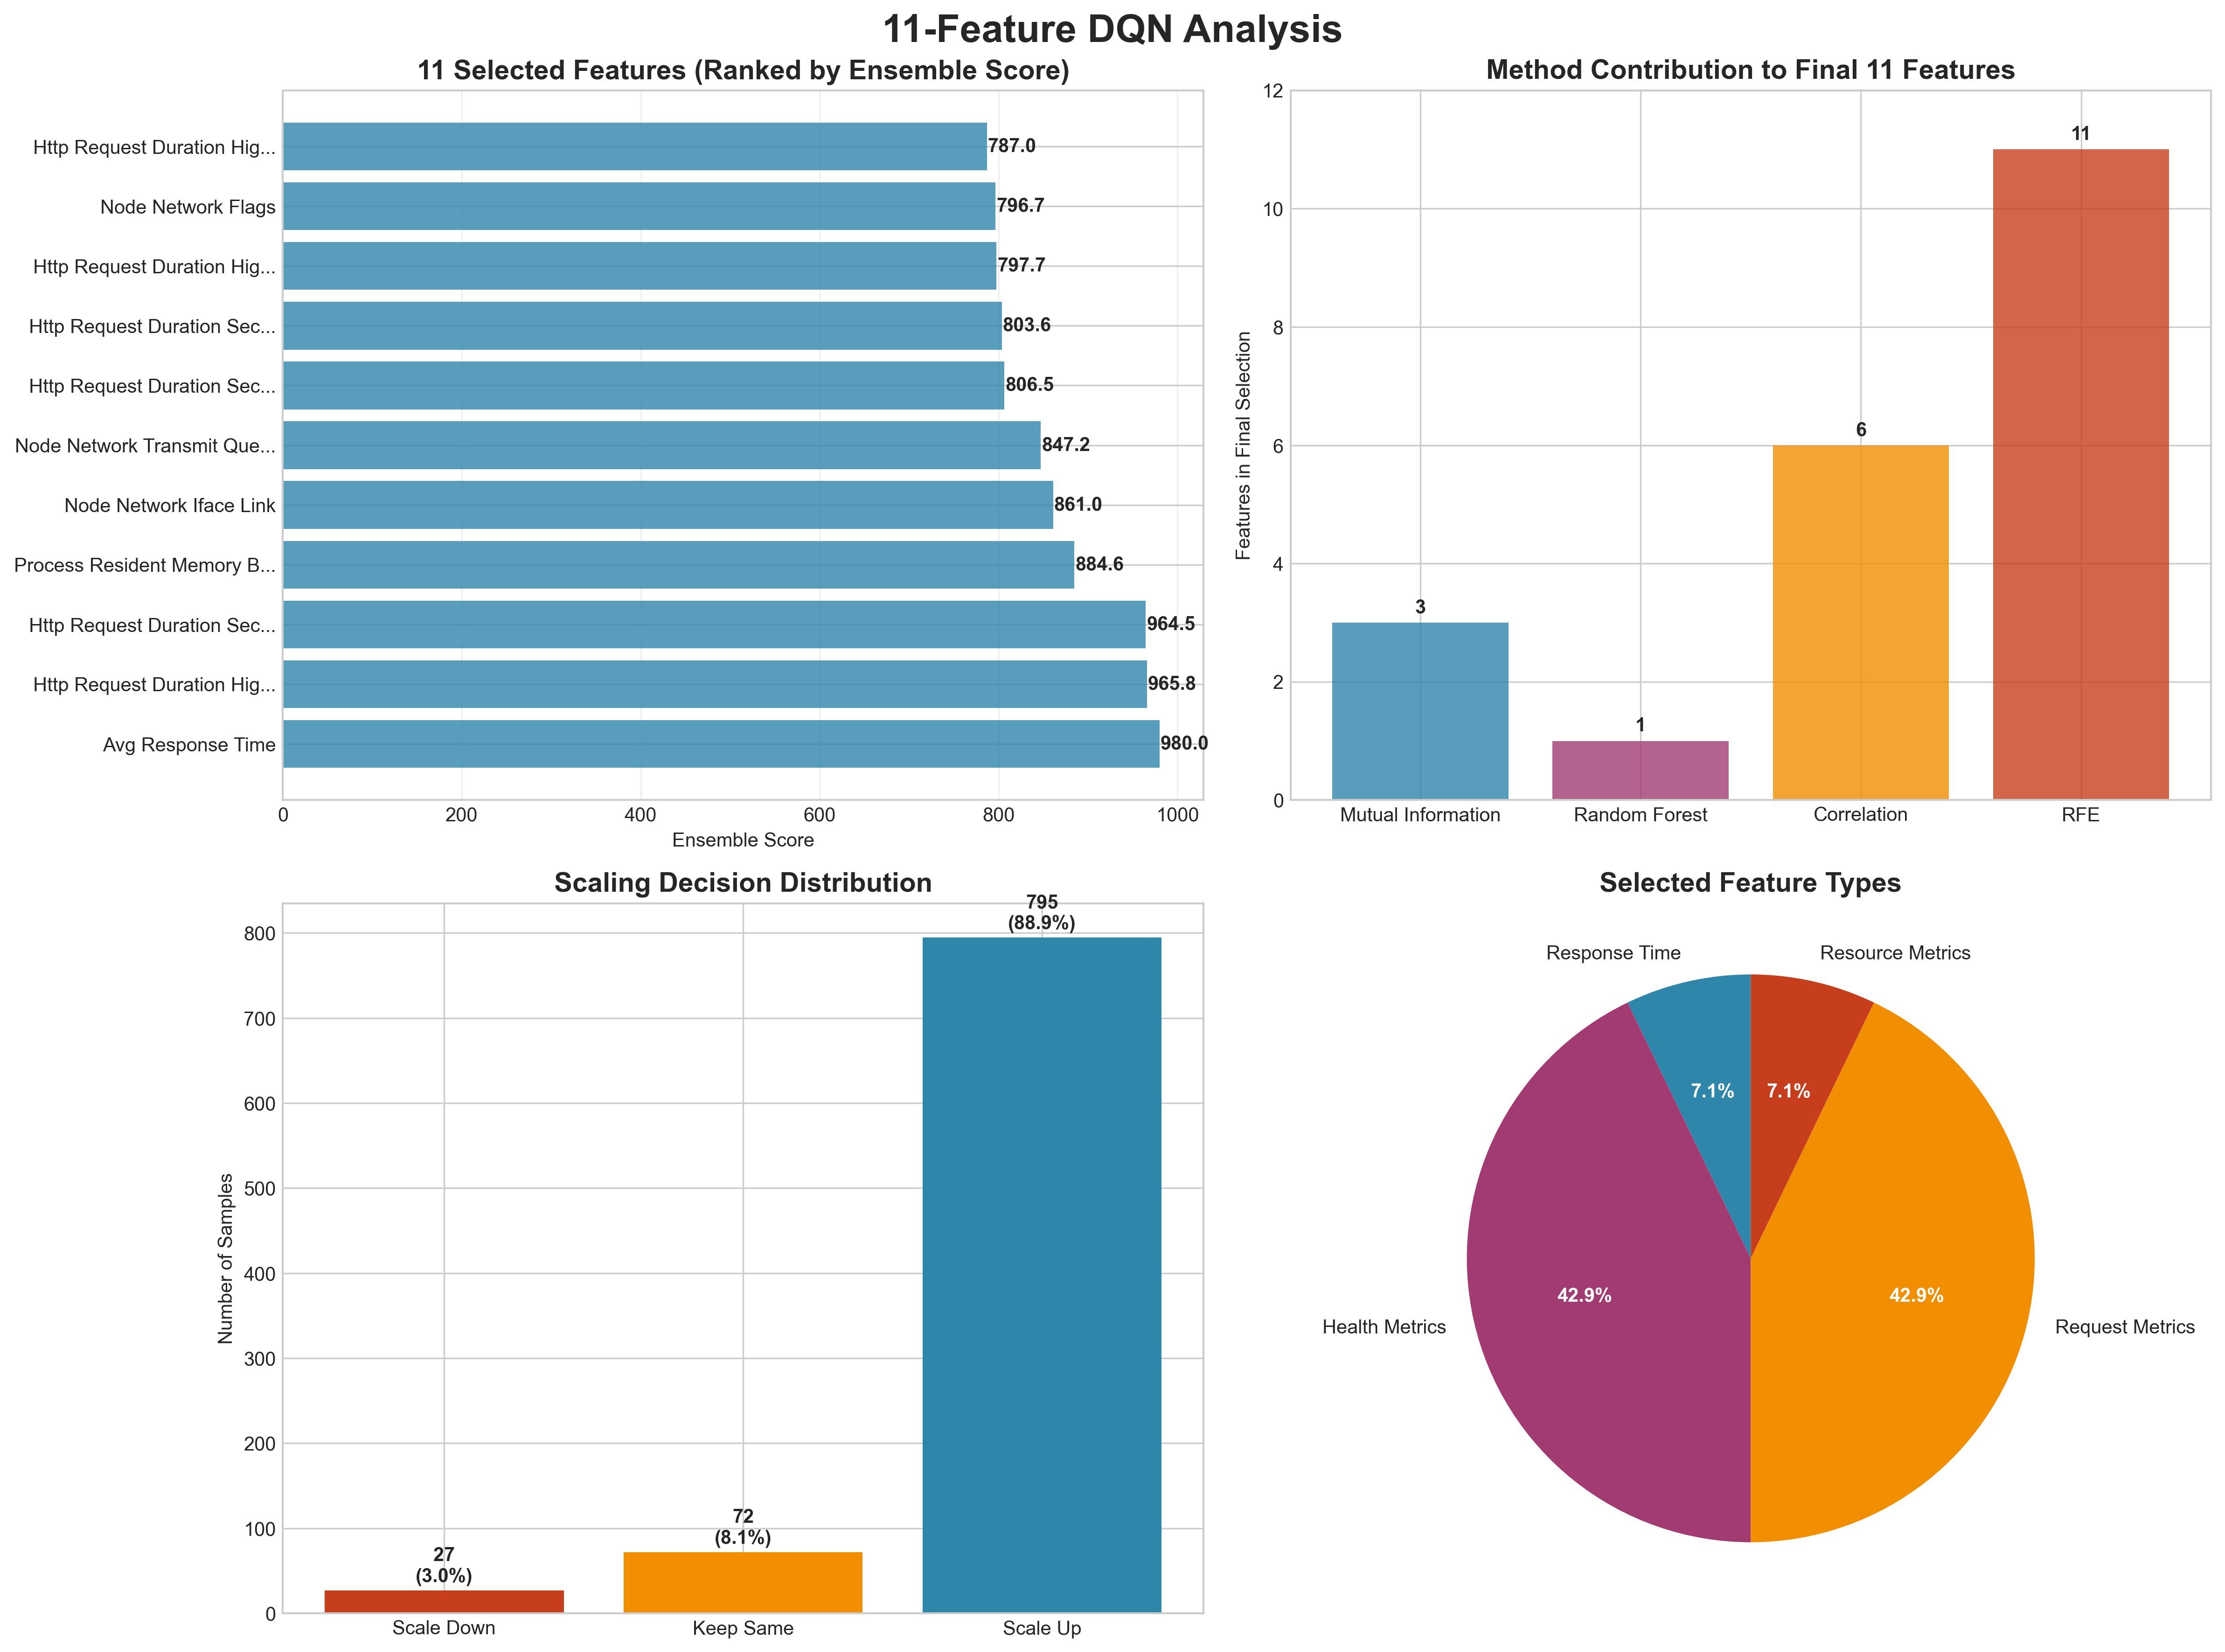 11-Feature DQN Analysis
11 Selected Features (Ranked by Ensemble Score)
Http Request Duration Hig...
787.0
Node Network Flags
796.7
Http Request Duration Hig...
797.7
Http Request Duration Sec...
803.6
Http Request Duration Sec...
806.5
Node Network Transmit Que...
847.2
Node Network Iface Link
861.0
Process Resident Memory B...
884.6
Http Request Duration Sec...
964.5
Http Request Duration Hig...
965.8
Avg Response Time
980.0
0 200 400 600 800 1000
Ensemble Score
Method Contribution to Final 11 Features
Features in Final Selection
12
10
8
6
4
2
0
3
1
6
11
Mutual Information Random Forest Correlation RFE
Scaling Decision Distribution
Number of Samples
800
700
600
500
400
300
200
100
0
27
(3.0%)
72
(8.1%)
795
(88.9%)
Scale Down Keep Same Scale Up
Selected Feature Types
Response Time
Resource Metrics
7.1%
7.1%
42.9%
42.9%
Health Metrics
Request Metrics